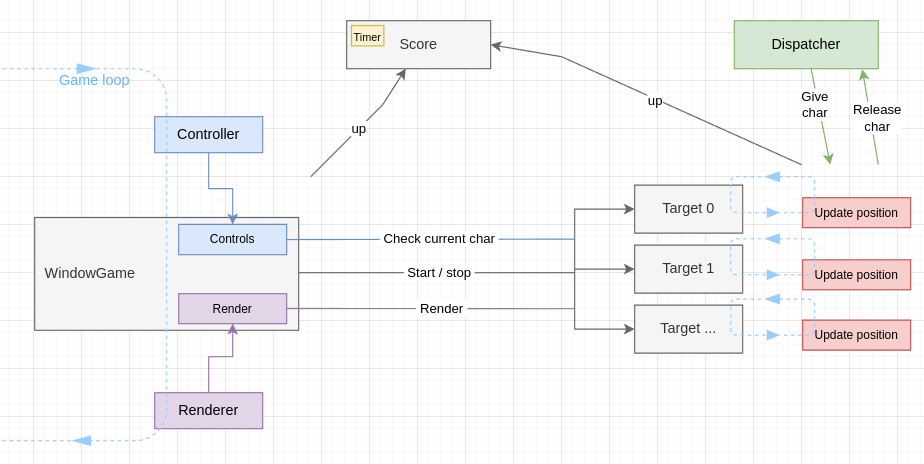 Timer
Score
Dispatcher
Game loop
up
Give
char
Release
char
Controller
up
Target 0
Update position
Controls
Check current char
WindowGame
Start / stop
Target 1
Update position
Render
Render
Target ...
Update position
Renderer